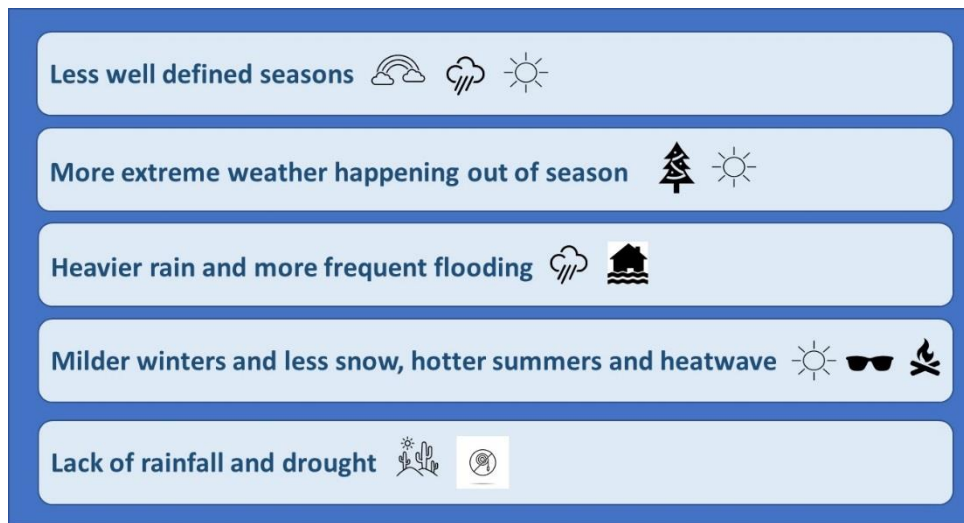 Less well defined seasons
More extreme weather happening out of season
Heavier rain and more frequent flooding
Milder winters and less snow, hotter summers and heatwave
Lack of rainfall and drought